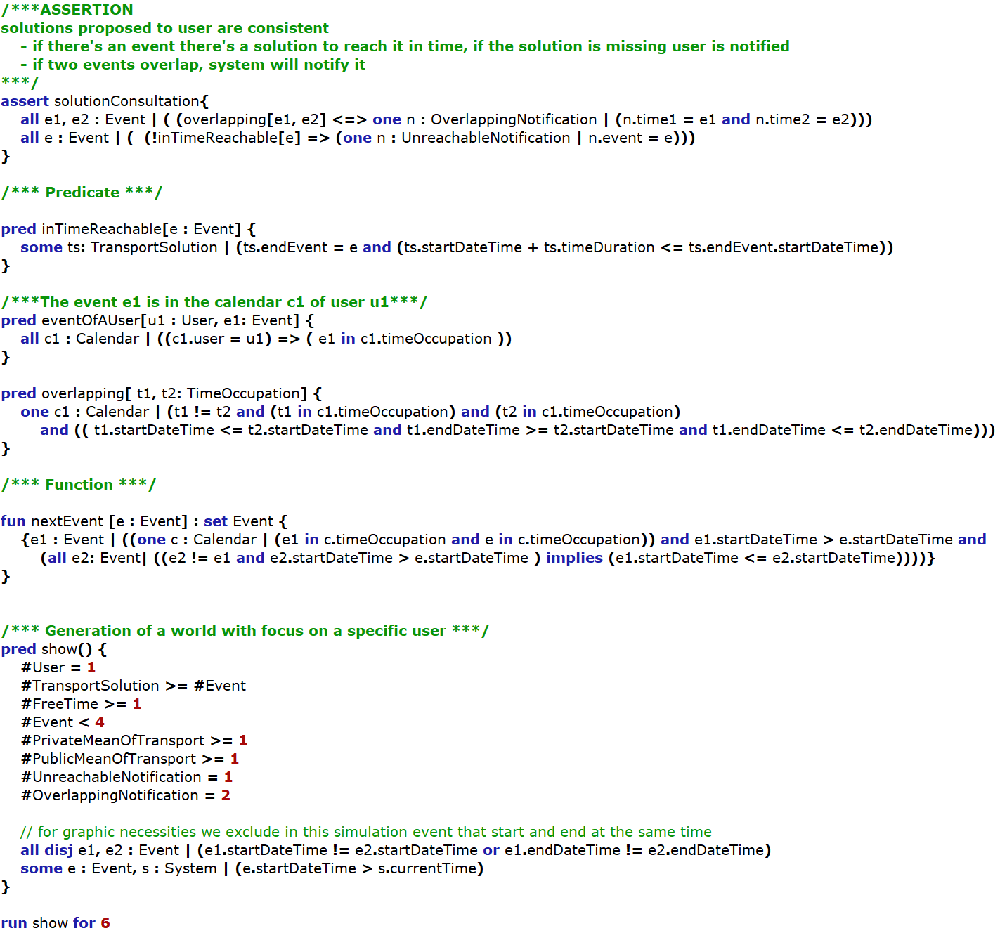 /***ASSERTION
solutions proposed to user are consistent
- if there's an event there's a solution to reach it in time, if the solution is missing user is notified
- if two events overlap, system will notify it
***/
assert solutionConsultation{
all e1, e2 : Event | ( (overlapping[e1, e2] <=> one n : OverlappingNotification | (n.time1 = e1 and n.time2 = e2)))
all e : Event | (  (!inTimeReachable[e] => (one n : UnreachableNotification | n.event = e)))
}
/*** Predicate ***/
pred inTimeReachable[e : Event] {
some ts: TransportSolution | (ts.endEvent = e and (ts.startDateTime + ts.timeDuration <= ts.endEvent.startDateTime))
}
/***The event e1 is in the calendar c1 of user u1***/
pred eventOfAUser[u1 : User, e1: Event] {
all c1 : Calendar | ((c1.user = u1) => ( e1 in c1.timeOccupation ))
}
pred overlapping[ t1, t2: TimeOccupation] {
one c1 : Calendar | (t1 != t2 and (t1 in c1.timeOccupation) and (t2 in c1.timeOccupation)
and (( t1.startDateTime <= t2.startDateTime and t1.endDateTime >= t2.startDateTime and t1.endDateTime <= t2.endDateTime)))
}
/*** Function ***/
fun nextEvent [e : Event] : set Event {
{e1 : Event | ((one c : Calendar | (e1 in c.timeOccupation and e in c.timeOccupation)) and e1.startDateTime > e.startDateTime and
(all e2: Event| ((e2 != e1 and e2.startDateTime > e.startDateTime ) implies (e1.startDateTime <= e2.startDateTime))))}
}
/*** Generation of a world with focus on a specific user ***/
pred show() {
#User = 1
#TransportSolution >= #Event
#FreeTime >= 1
#Event < 4
#PrivateMeanOfTransport >= 1
#PublicMeanOfTransport >= 1
#UnreachableNotification = 1
#OverlappingNotification = 2
// for graphic necessities we exclude in this simulation event that start and end at the same time
all disj e1, e2 : Event | (e1.startDateTime != e2.startDateTime or e1.endDateTime != e2.endDateTime)
some e : Event, s : System | (e.startDateTime > s.currentTime)
}
run show for 6